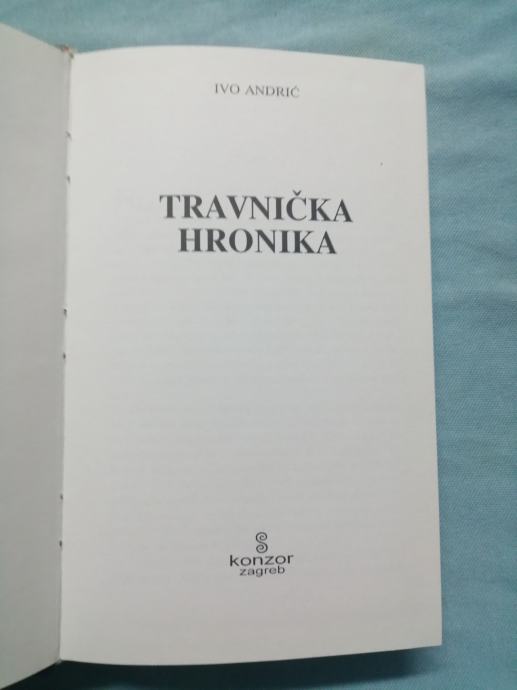 IVO ANDRIĆ
TRAVNIČKA
HRONIKA
konzor
zagreb